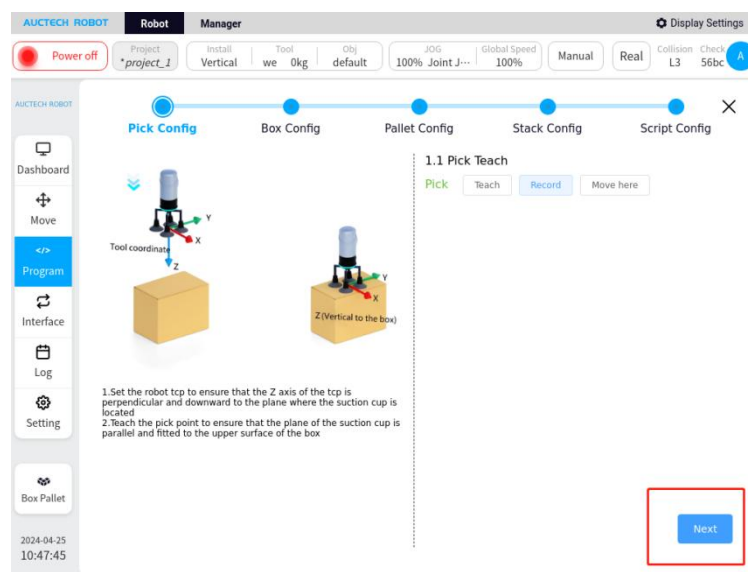 AUCTECH ROBOT Robot Manager Display Settings
Power off Project *project_1 Install Vertical Tool we 0kg Obj default JOG 100% Joint J··· Global Speed 100% Manual Real Collision L3 Check 56bc A
AUCTECH ROBOT
Pick Config Box Config Pallet Config Stack Config Script Config
Dashboard
Move
</>
Program
Interface
Log
Setting
Box Pallet
2024-04-25
10:47:45
Y
X
Tool coordinate
Z
Y
X
Z(Vertical to the box)
1.Set the robot tcp to ensure that the Z axis of the tcp is
perpendicular and downward to the plane where the suction cup is
located
2.Teach the pick point to ensure that the plane of the suction cup is
parallel and fitted to the upper surface of the box
1.1 Pick Teach
Pick Teach Record Move here
Next